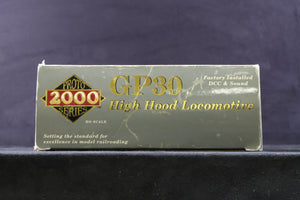 PROTO
2000
SERIES
HO SCALE
Setting the standard for
excellence in model railroading
GP30
High Hood Locomotive
Factory Installed
DCC & Sound